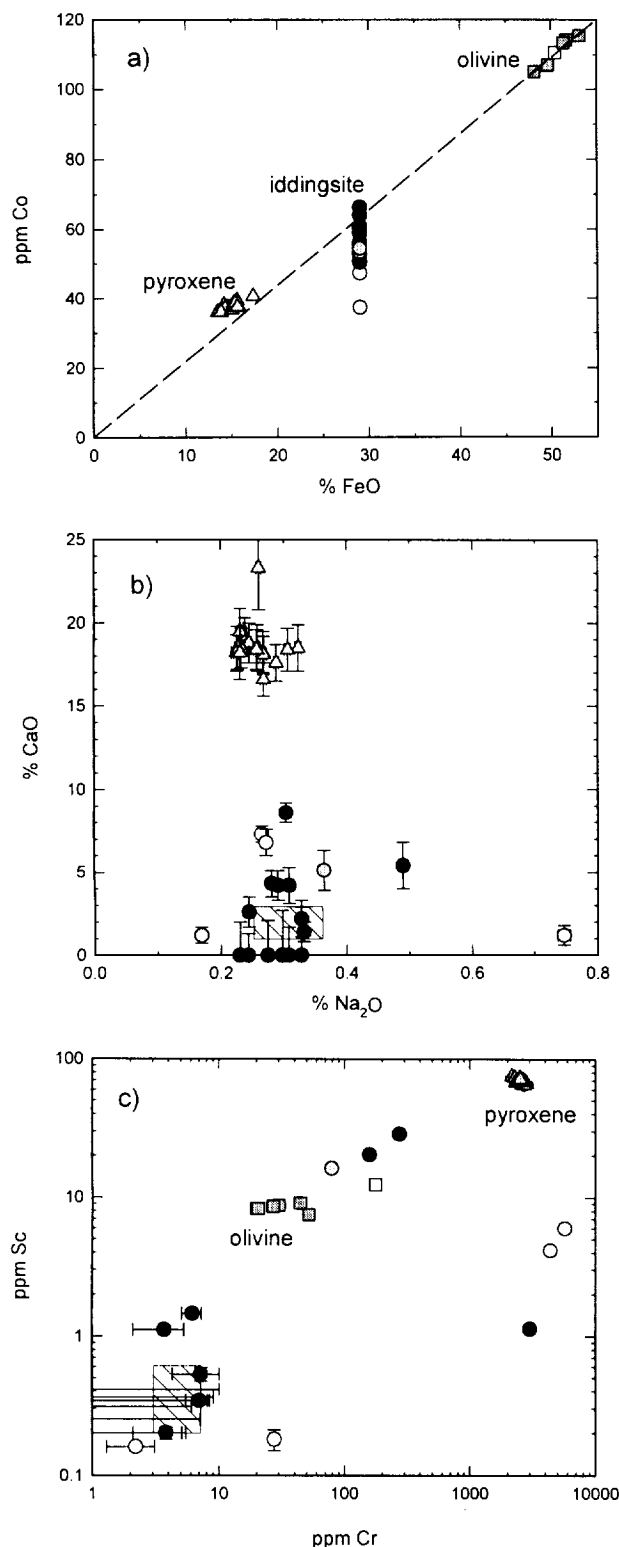 120
100
80
60
40
20
0
ppm Co
a)
olivine
iddingsite
pyroxene
0 10 20 30 40 50
% FeO
25
20
15
10
5
0
% CaO
b)
0.0 0.2 0.4 0.6 0.8
% Na₂O
100
10
1
0.1
ppm Sc
c)
pyroxene
olivine
1 10 100 1000 10000
ppm Cr